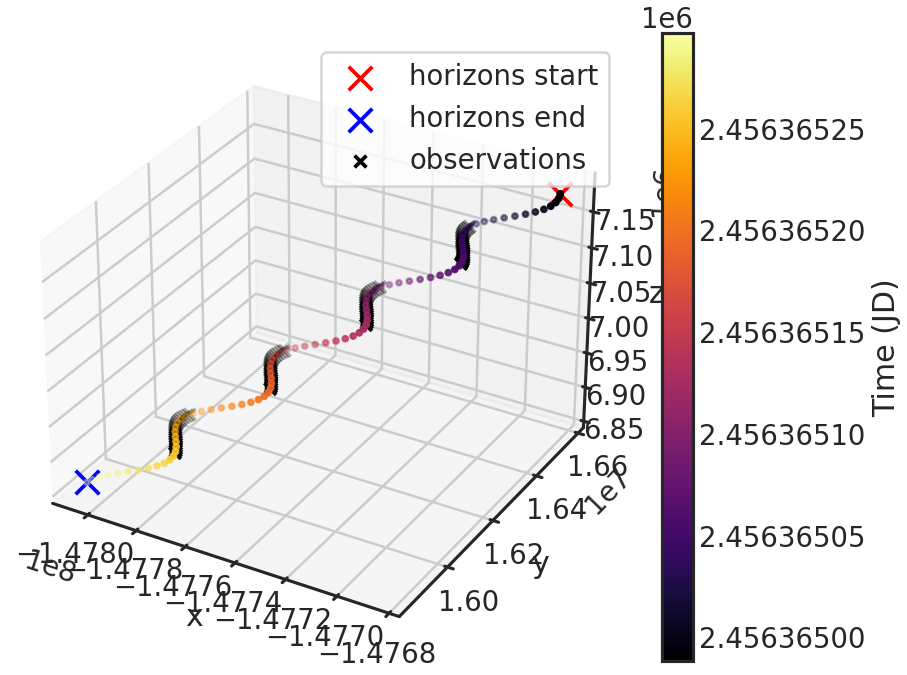 1e6
horizons start
horizons end
observations
1e6
7.15
7.10
7.05
z
7.00
6.95
6.90
6.85
1.66
1.64
1e7
1.62
y
1.60
−1.4780
1e8
−1.4778
−1.4776
−1.4774
x
−1.4772
−1.4770
−1.4768
2.45636525
2.45636520
2.45636515
2.45636510
2.45636505
2.45636500
Time (JD)